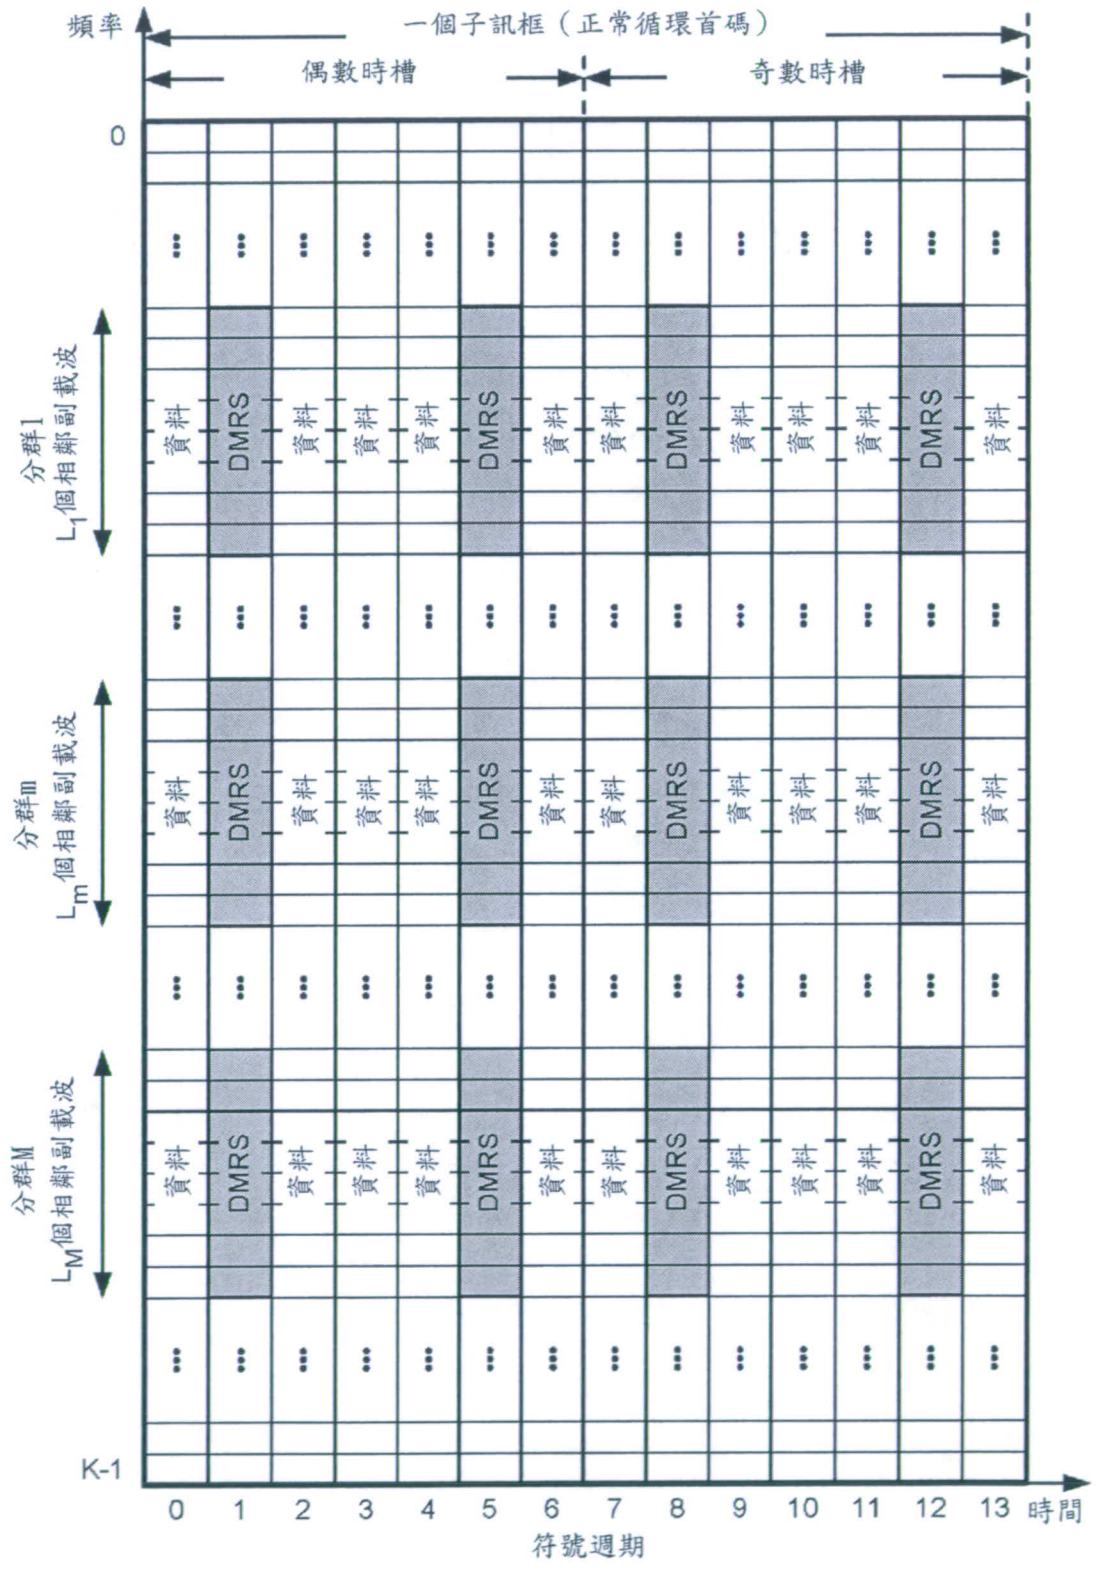 頻率
一個子訊框（正常循環首碼）
偶數時槽
奇數時槽
0
••• ••• ••• ••• ••• ••• ••• ••• ••• ••• ••• ••• ••• •••
分群1
L1個相鄰副載波
資料 DMRS 資料 資料 資料 DMRS 資料 資料 DMRS 資料 資料 資料 DMRS 資料
••• ••• ••• ••• ••• ••• ••• ••• ••• ••• ••• ••• ••• •••
分群m
Lm個相鄰副載波
資料 DMRS 資料 資料 資料 DMRS 資料 資料 DMRS 資料 資料 資料 DMRS 資料
••• ••• ••• ••• ••• ••• ••• ••• ••• ••• ••• ••• ••• •••
分群M
LM個相鄰副載波
資料 DMRS 資料 資料 資料 DMRS 資料 資料 DMRS 資料 資料 資料 DMRS 資料
••• ••• ••• ••• ••• ••• ••• ••• ••• ••• ••• ••• ••• •••
K-1
0 1 2 3 4 5 6 7 8 9 10 11 12 13 時間
符號週期